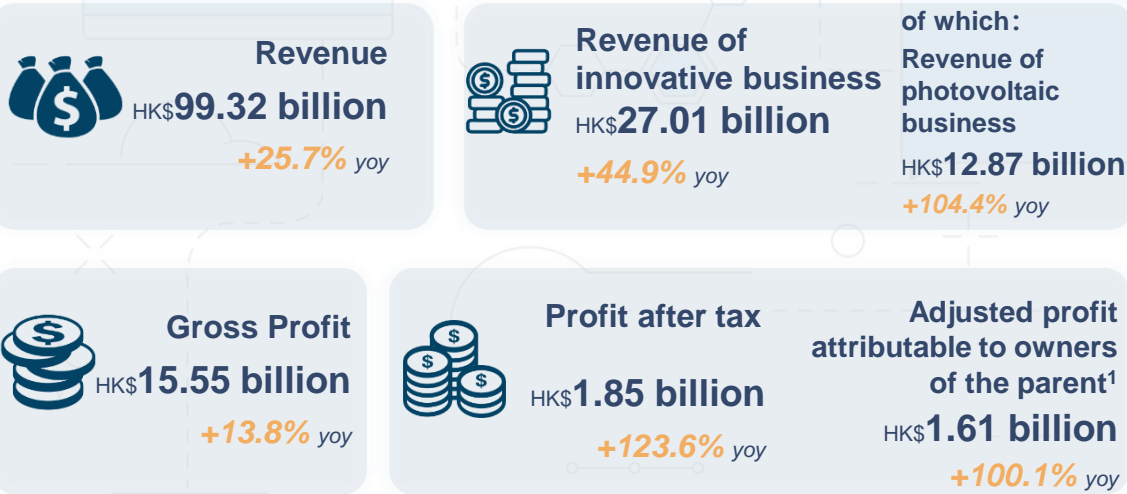 Revenue
HK$99.32 billion
+25.7% yoy
Revenue of
innovative business
HK$27.01 billion
+44.9% yoy
of which:
Revenue of
photovoltaic
business
HK$12.87 billion
+104.4% yoy
Gross Profit
HK$15.55 billion
+13.8% yoy
Profit after tax
HK$1.85 billion
+123.6% yoy
Adjusted profit
attributable to owners
of the parent1
HK$1.61 billion
+100.1% yoy